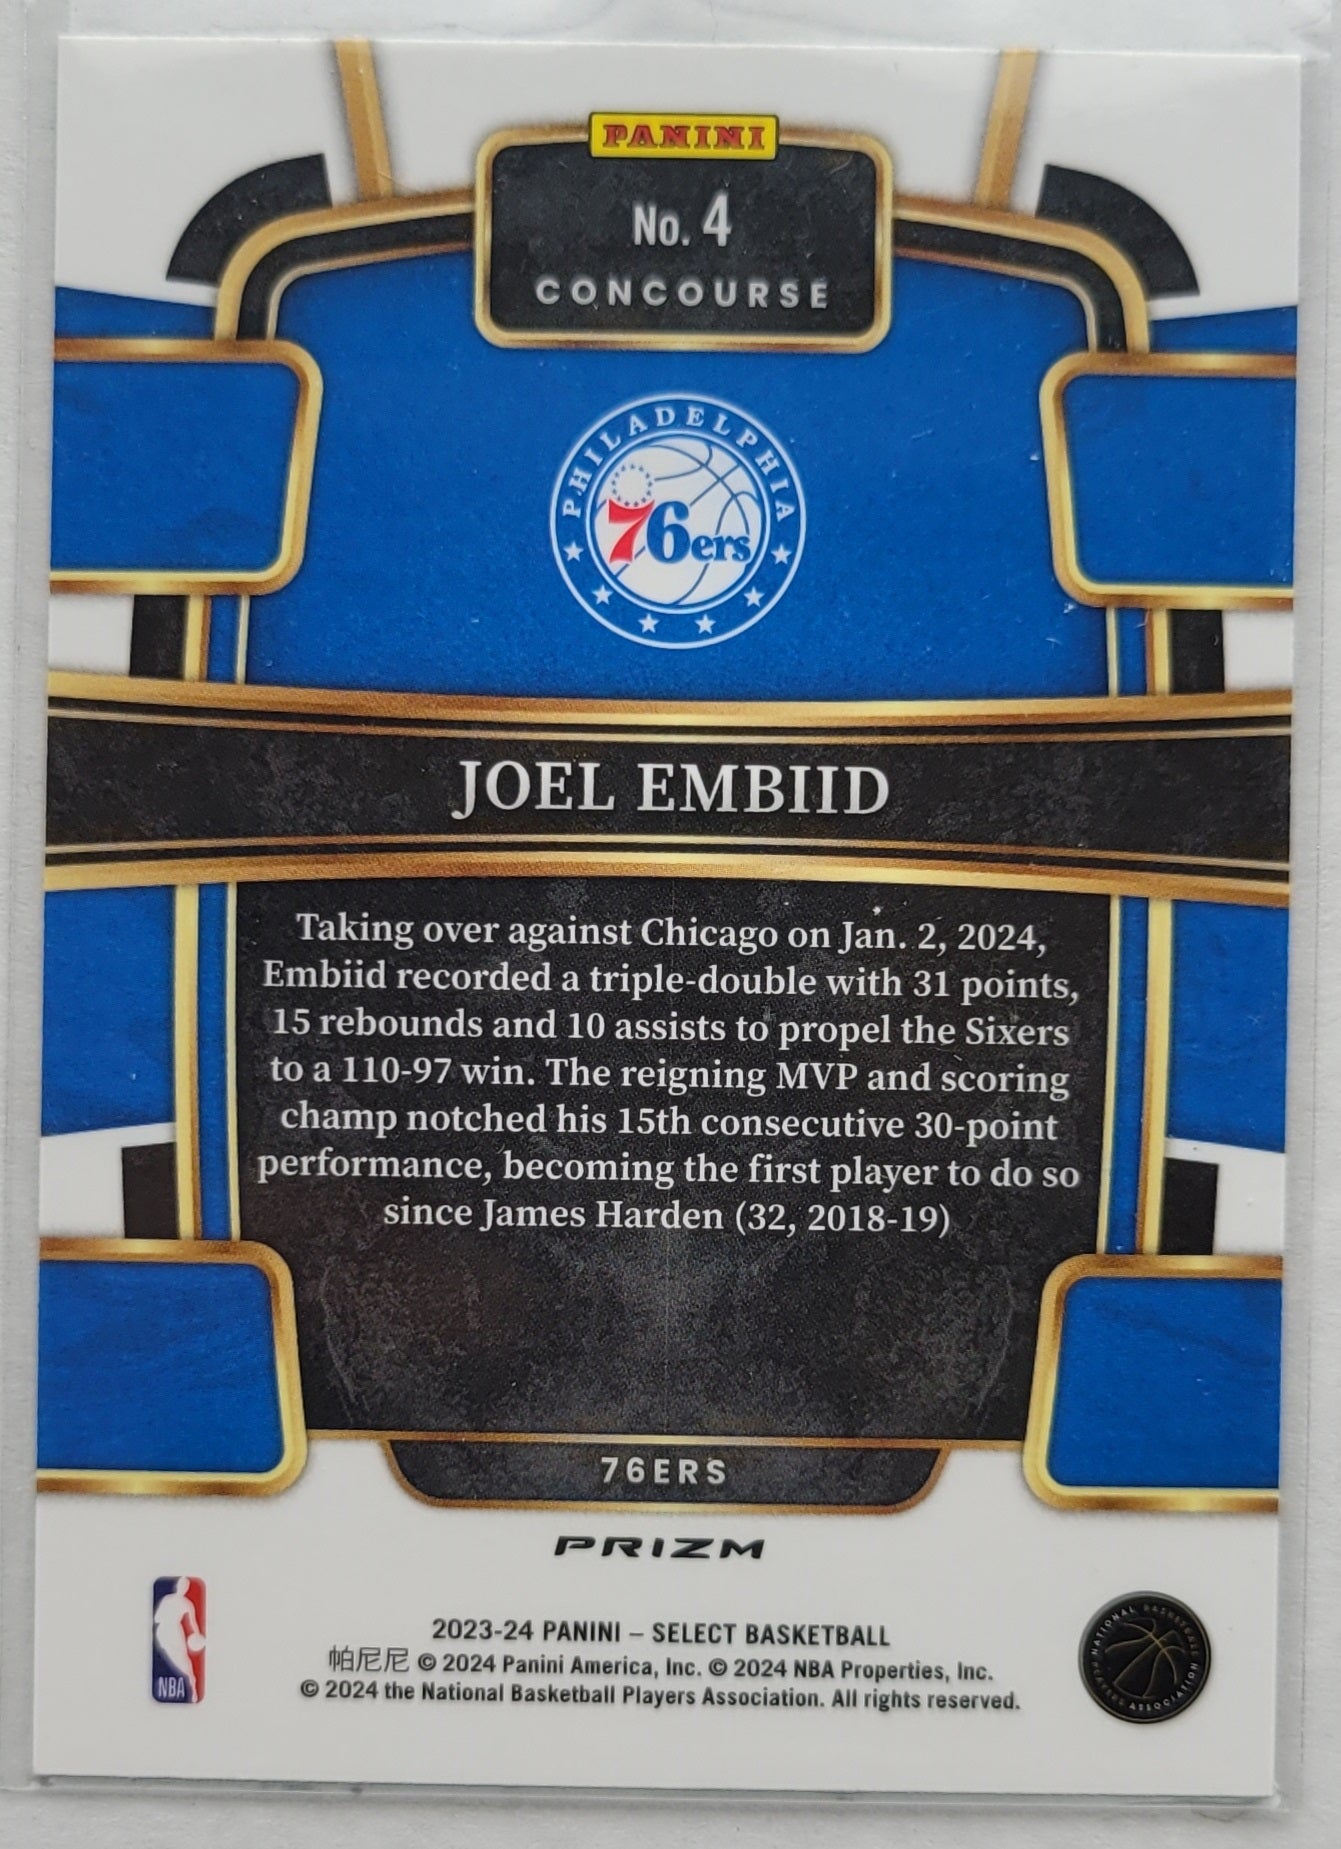 PANINI
No. 4
CONCOURSE
PHILADELPHIA
76ers
JOEL EMBIID
Taking over against Chicago on Jan. 2, 2024,
Embiid recorded a triple-double with 31 points,
15 rebounds and 10 assists to propel the Sixers
to a 110-97 win. The reigning MVP and scoring
champ notched his 15th consecutive 30-point
performance, becoming the first player to do so
since James Harden (32, 2018-19)
76ERS
PRIZM
NBA
NATIONAL BASKETBALL
PLAYERS ASSOCIATION
2023-24 PANINI – SELECT BASKETBALL
帕尼尼 © 2024 Panini America, Inc. © 2024 NBA Properties, Inc.
© 2024 the National Basketball Players Association. All rights reserved.